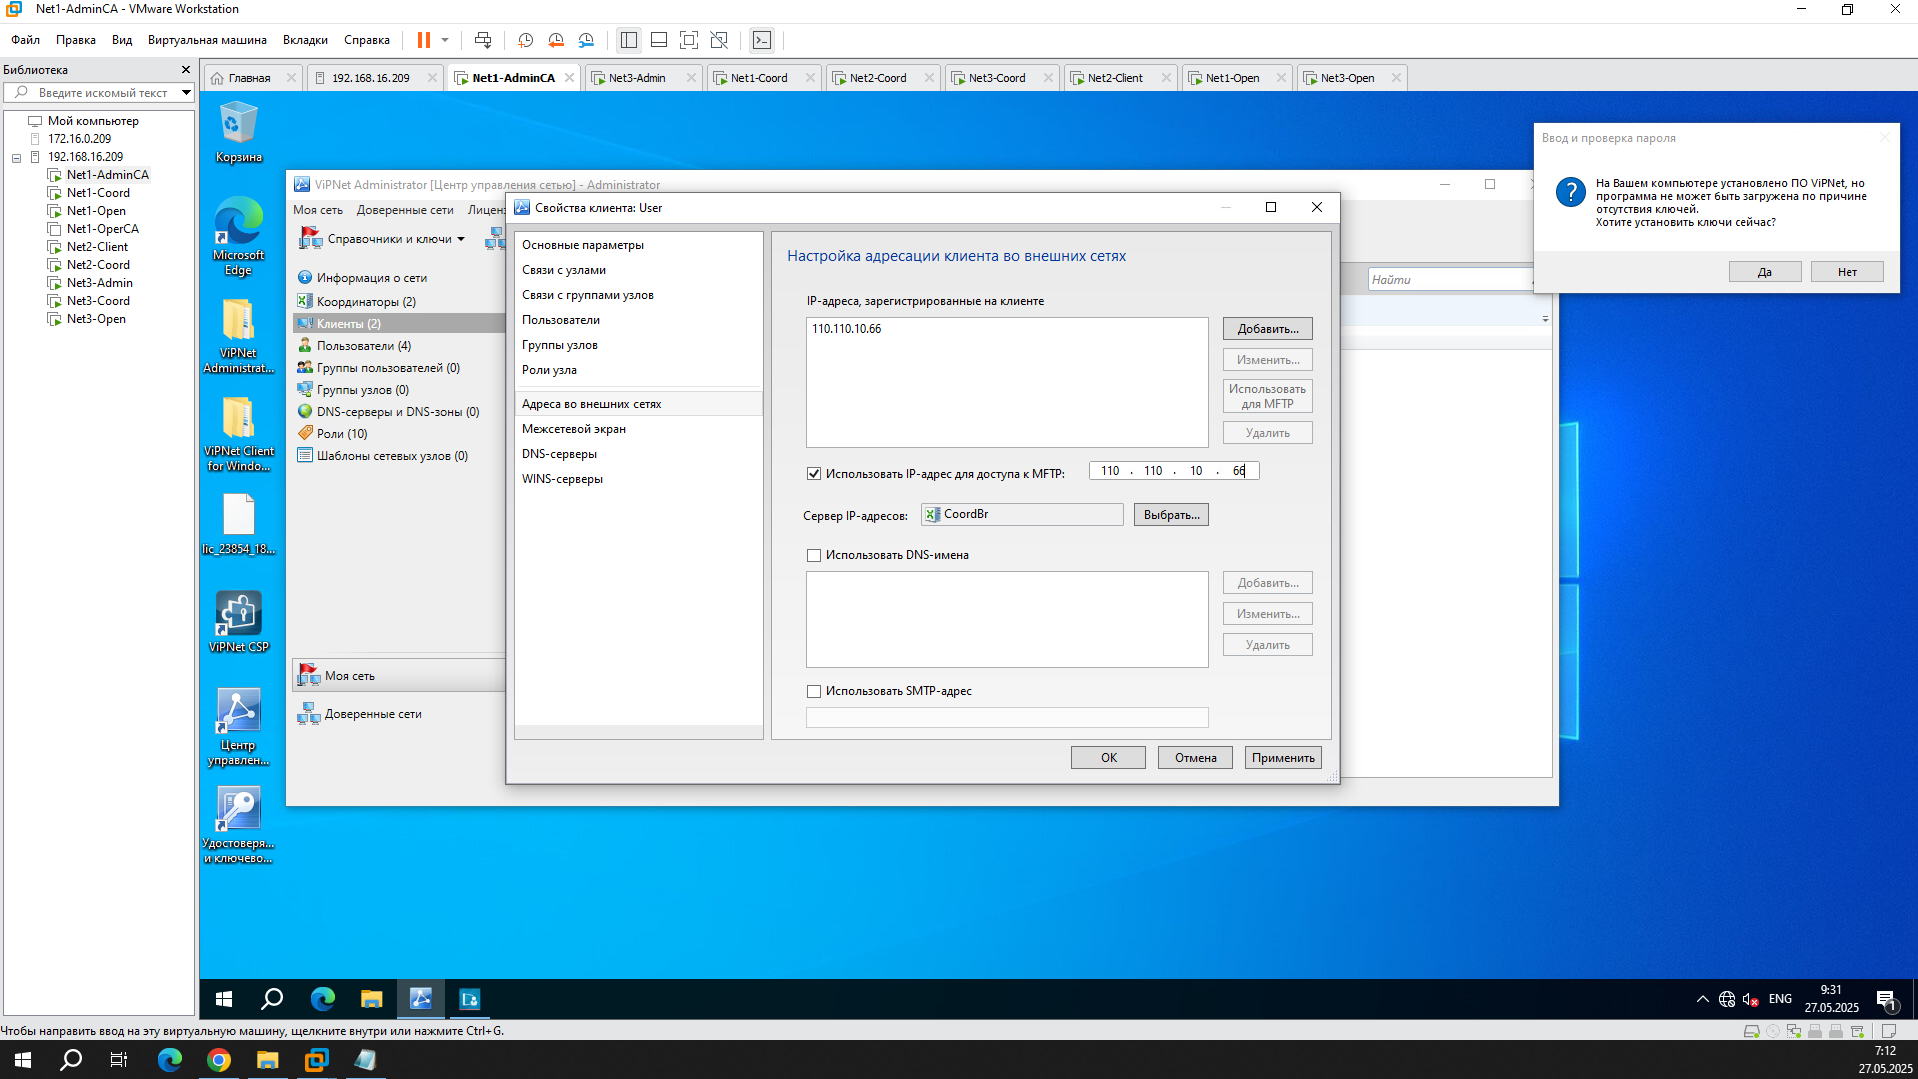 Net1-AdminCA - VMware Workstation
Файл Правка Вид Виртуальная машина Вкладки Справка
Библиотека
Введите искомый текст
Главная 192.168.16.209 Net1-AdminCA Net3-Admin Net1-Coord Net2-Coord Net3-Coord Net2-Client Net1-Open Net3-Open
Мой компьютер
172.16.0.209
192.168.16.209
Net1-AdminCA
Net1-Coord
Net1-Open
Net1-OperCA
Net2-Client
Net2-Coord
Net3-Admin
Net3-Coord
Net3-Open
Корзина
Microsoft
Edge
ViPNet
Administrat...
ViPNet Client
for Windo...
lic_23854_18...
ViPNet CSP
Центр
управлен...
Удостоверя...
и ключево...
ViPNet Administrator [Центр управления сетью] - Administrator
Моя сеть Доверенные сети Лиценз
Справочники и ключи
Найти
Информация о сети
Координаторы (2)
Клиенты (2)
Пользователи (4)
Группы пользователей (0)
Группы узлов (0)
DNS-серверы и DNS-зоны (0)
Роли (10)
Шаблоны сетевых узлов (0)
Моя сеть
Доверенные сети
Свойства клиента: User
Основные параметры
Связи с узлами
Связи с группами узлов
Пользователи
Группы узлов
Роли узла
Адреса во внешних сетях
Межсетевой экран
DNS-серверы
WINS-серверы
Настройка адресации клиента во внешних сетях
IP-адреса, зарегистрированные на клиенте
110.110.10.66
Добавить...
Изменить...
Использовать
для MFTP
Удалить
Использовать IP-адрес для доступа к MFTP: 110 . 110 . 10 . 66
Сервер IP-адресов: CoordBr Выбрать...
Использовать DNS-имена
Добавить...
Изменить...
Удалить
Использовать SMTP-адрес
OK Отмена Применить
Ввод и проверка пароля
На Вашем компьютере установлено ПО ViPNet, но
программа не может быть загружена по причине
отсутствия ключей.
Хотите установить ключи сейчас?
Да Нет
ENG 9:31
27.05.2025
1
Чтобы направить ввод на эту виртуальную машину, щелкните внутри или нажмите Ctrl+G.
7:12
27.05.2025